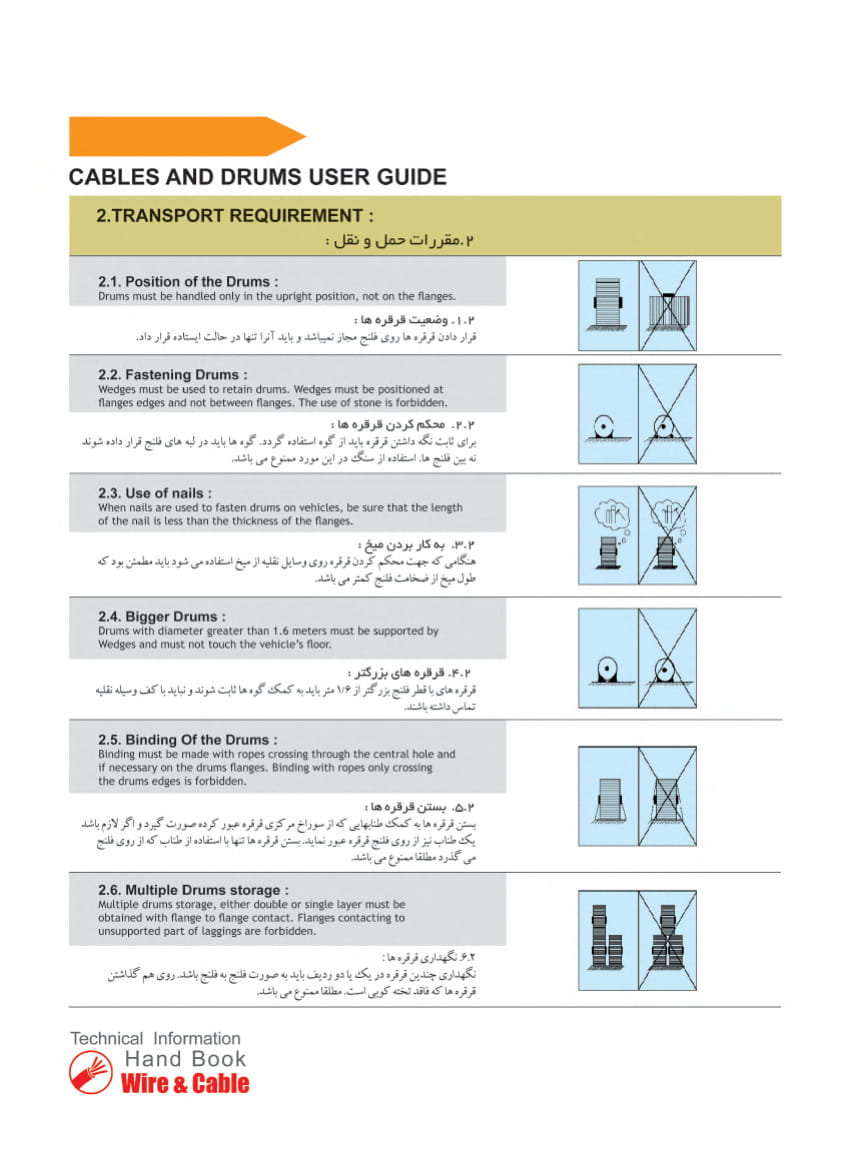 CABLES AND DRUMS USER GUIDE
2.TRANSPORT REQUIREMENT :
۲.مقررات حمل و نقل :
2.1. Position of the Drums :
Drums must be handled only in the upright position, not on the flanges.
۱.۲. وضعیت قرقره ها :
قرار دادن قرقره ها روی فلنج مجاز نمیباشد و باید آنرا تنها در حالت ایستاده قرار داد.
2.2. Fastening Drums :
Wedges must be used to retain drums. Wedges must be positioned at
flanges edges and not between flanges. The use of stone is forbidden.
۲.۲. محکم کردن قرقره ها :
برای ثابت نگه داشتن قرقره باید از گوه استفاده گردد. گوه ها باید در لبه های فلنج قرار داده شوند
نه بین فلنج ها. استفاده از سنگ در این مورد ممنوع می باشد.
2.3. Use of nails :
When nails are used to fasten drums on vehicles, be sure that the length
of the nail is less than the thickness of the flanges.
۳.۲. به کار بردن میخ :
هنگامی که جهت محکم کردن قرقره روی وسایل نقلیه از میخ استفاده می شود باید مطمئن بود که
طول میخ از ضخامت فلنج کمتر می باشد.
2.4. Bigger Drums :
Drums with diameter greater than 1.6 meters must be supported by
Wedges and must not touch the vehicle's floor.
۴.۲. قرقره های بزرگتر :
قرقره های با قطر فلنج بزرگتر از ۱/۶ متر باید به کمک گوه ها ثابت شوند و نباید با کف وسیله نقلیه
تماس داشته باشند.
2.5. Binding Of the Drums :
Binding must be made with ropes crossing through the central hole and
if necessary on the drums flanges. Binding with ropes only crossing
the drums edges is forbidden.
۵.۲. بستن قرقره ها :
بستن قرقره ها به کمک طنابهایی که از سوراخ مرکزی قرقره عبور کرده صورت گیرد و اگر لازم باشد
یک طناب نیز از روی فلنج قرقره عبور نماید. بستن قرقره ها تنها با استفاده از طناب که از روی فلنج
می گذرد مطلقا ممنوع می باشد.
2.6. Multiple Drums storage :
Multiple drums storage, either double or single layer must be
obtained with flange to flange contact. Flanges contacting to
unsupported part of laggings are forbidden.
۶.۲. نگهداری قرقره ها :
نگهداری چندین قرقره در یک یا دو ردیف باید به صورت فلنج به فلنج باشد. روی هم گذاشتن
قرقره ها که فاقد تخته کوبی است. مطلقا ممنوع می باشد.
Technical Information
Hand Book
Wire & Cable